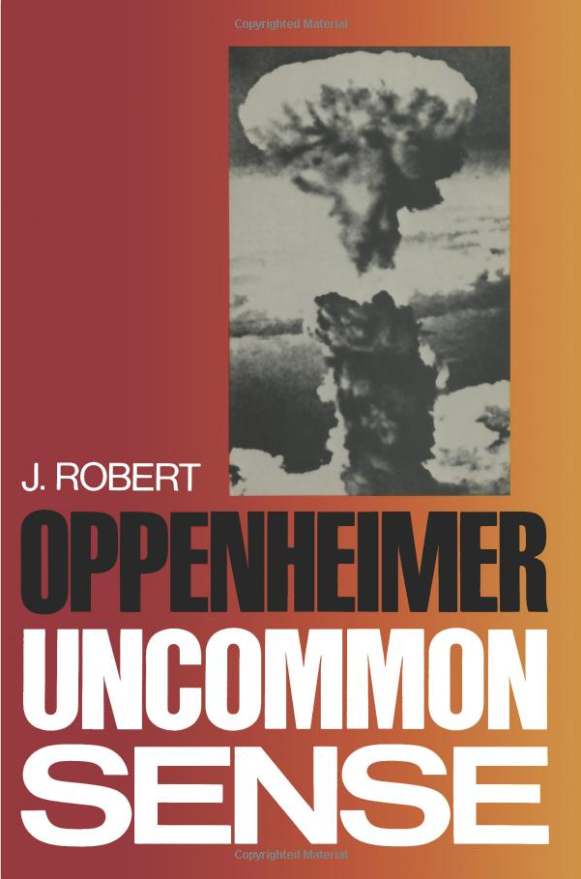 Copyrighted Material
J. ROBERT
OPPENHEIMER
UNCOMMON
SENSE
Copyrighted Material